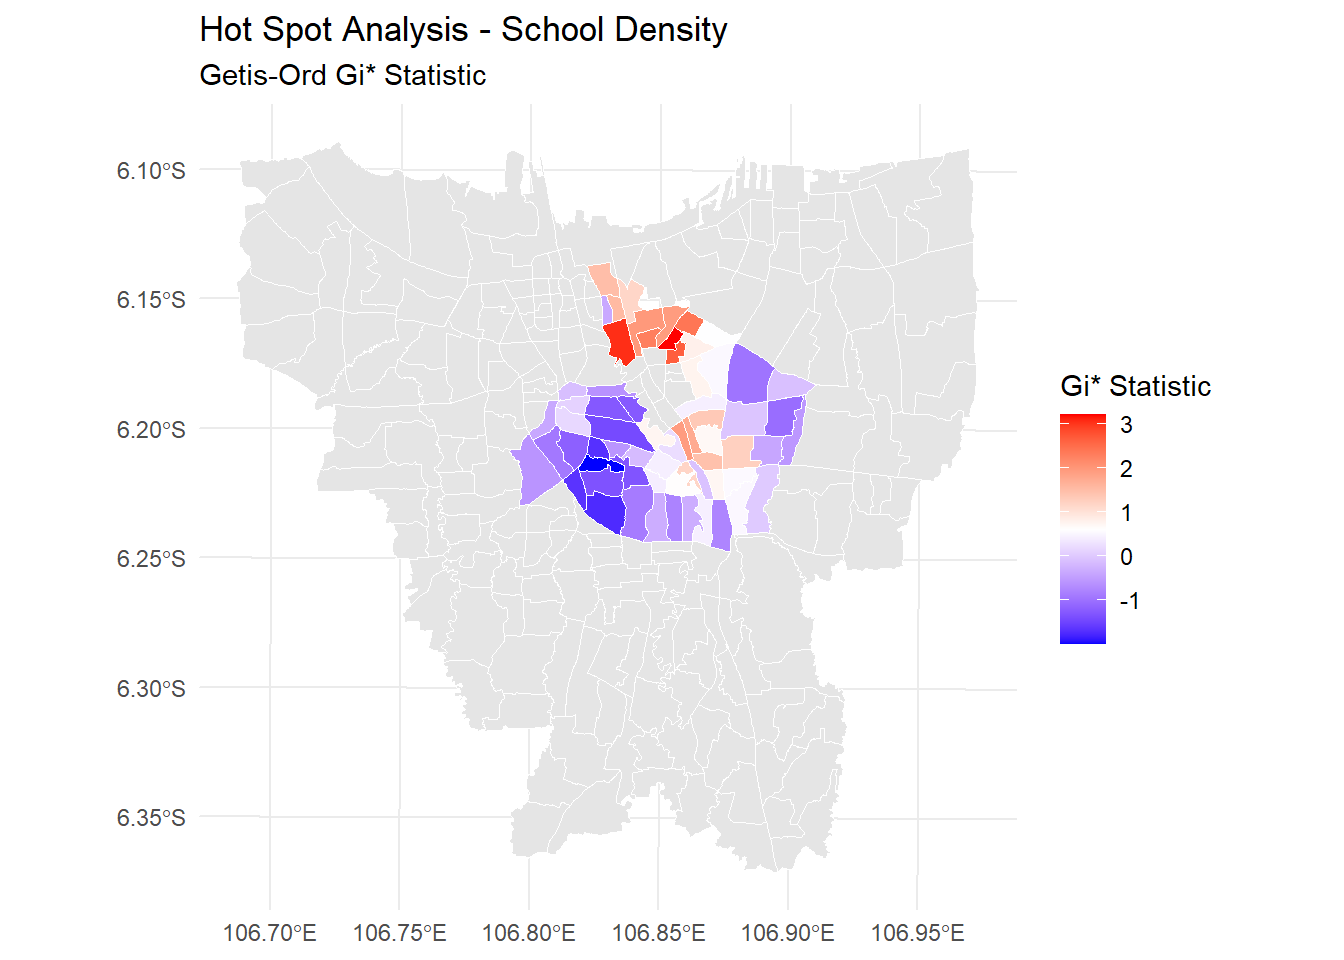 Hot Spot Analysis - School Density
Getis-Ord Gi* Statistic
6.10°S
6.15°S
6.20°S
6.25°S
6.30°S
6.35°S
106.70°E
106.75°E
106.80°E
106.85°E
106.90°E
106.95°E
Gi* Statistic
3
2
1
0
-1